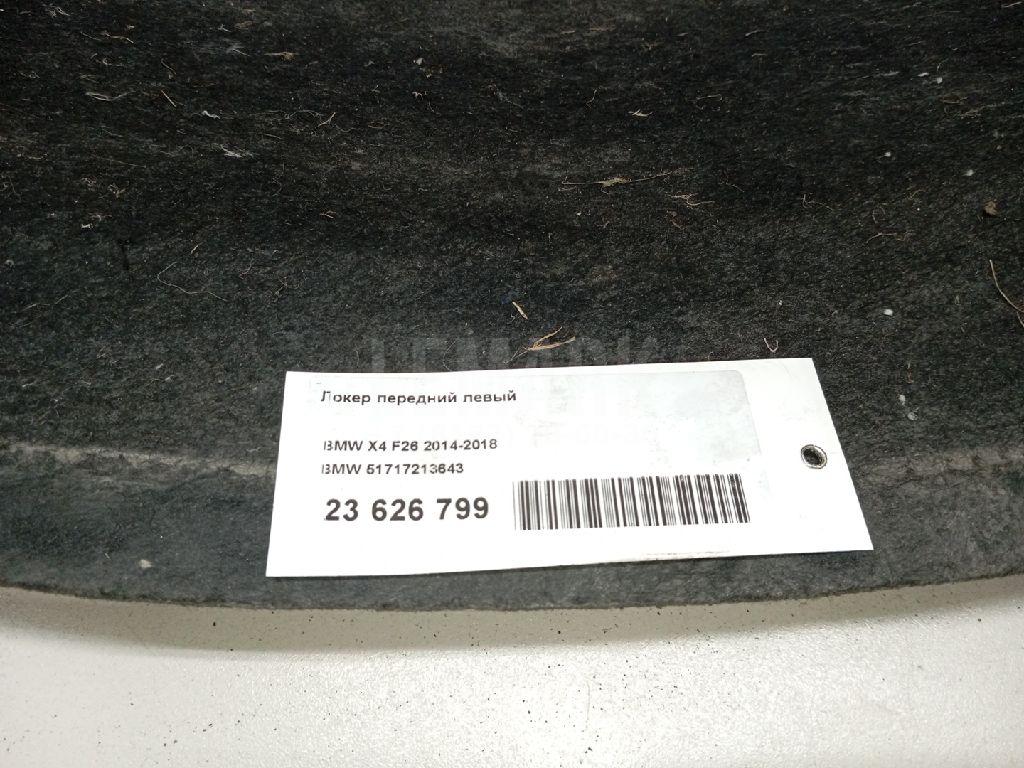 Локер передний левый
BMW X4 F26 2014-2018
BMW 51717213643
23 626 799